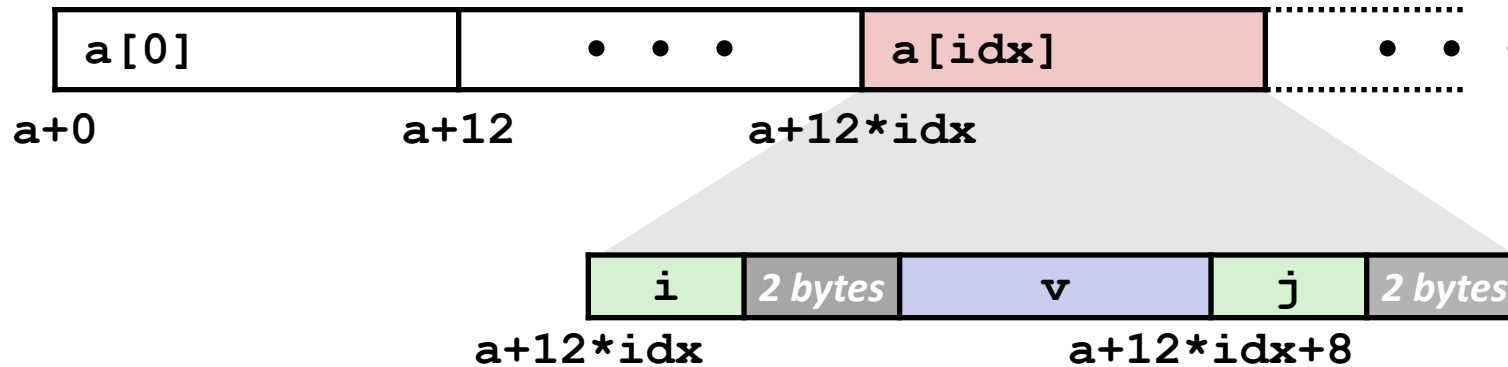 a[0] • • • a[idx] • • •
a+0 a+12 a+12*idx
i 2 bytes v j 2 bytes
a+12*idx a+12*idx+8